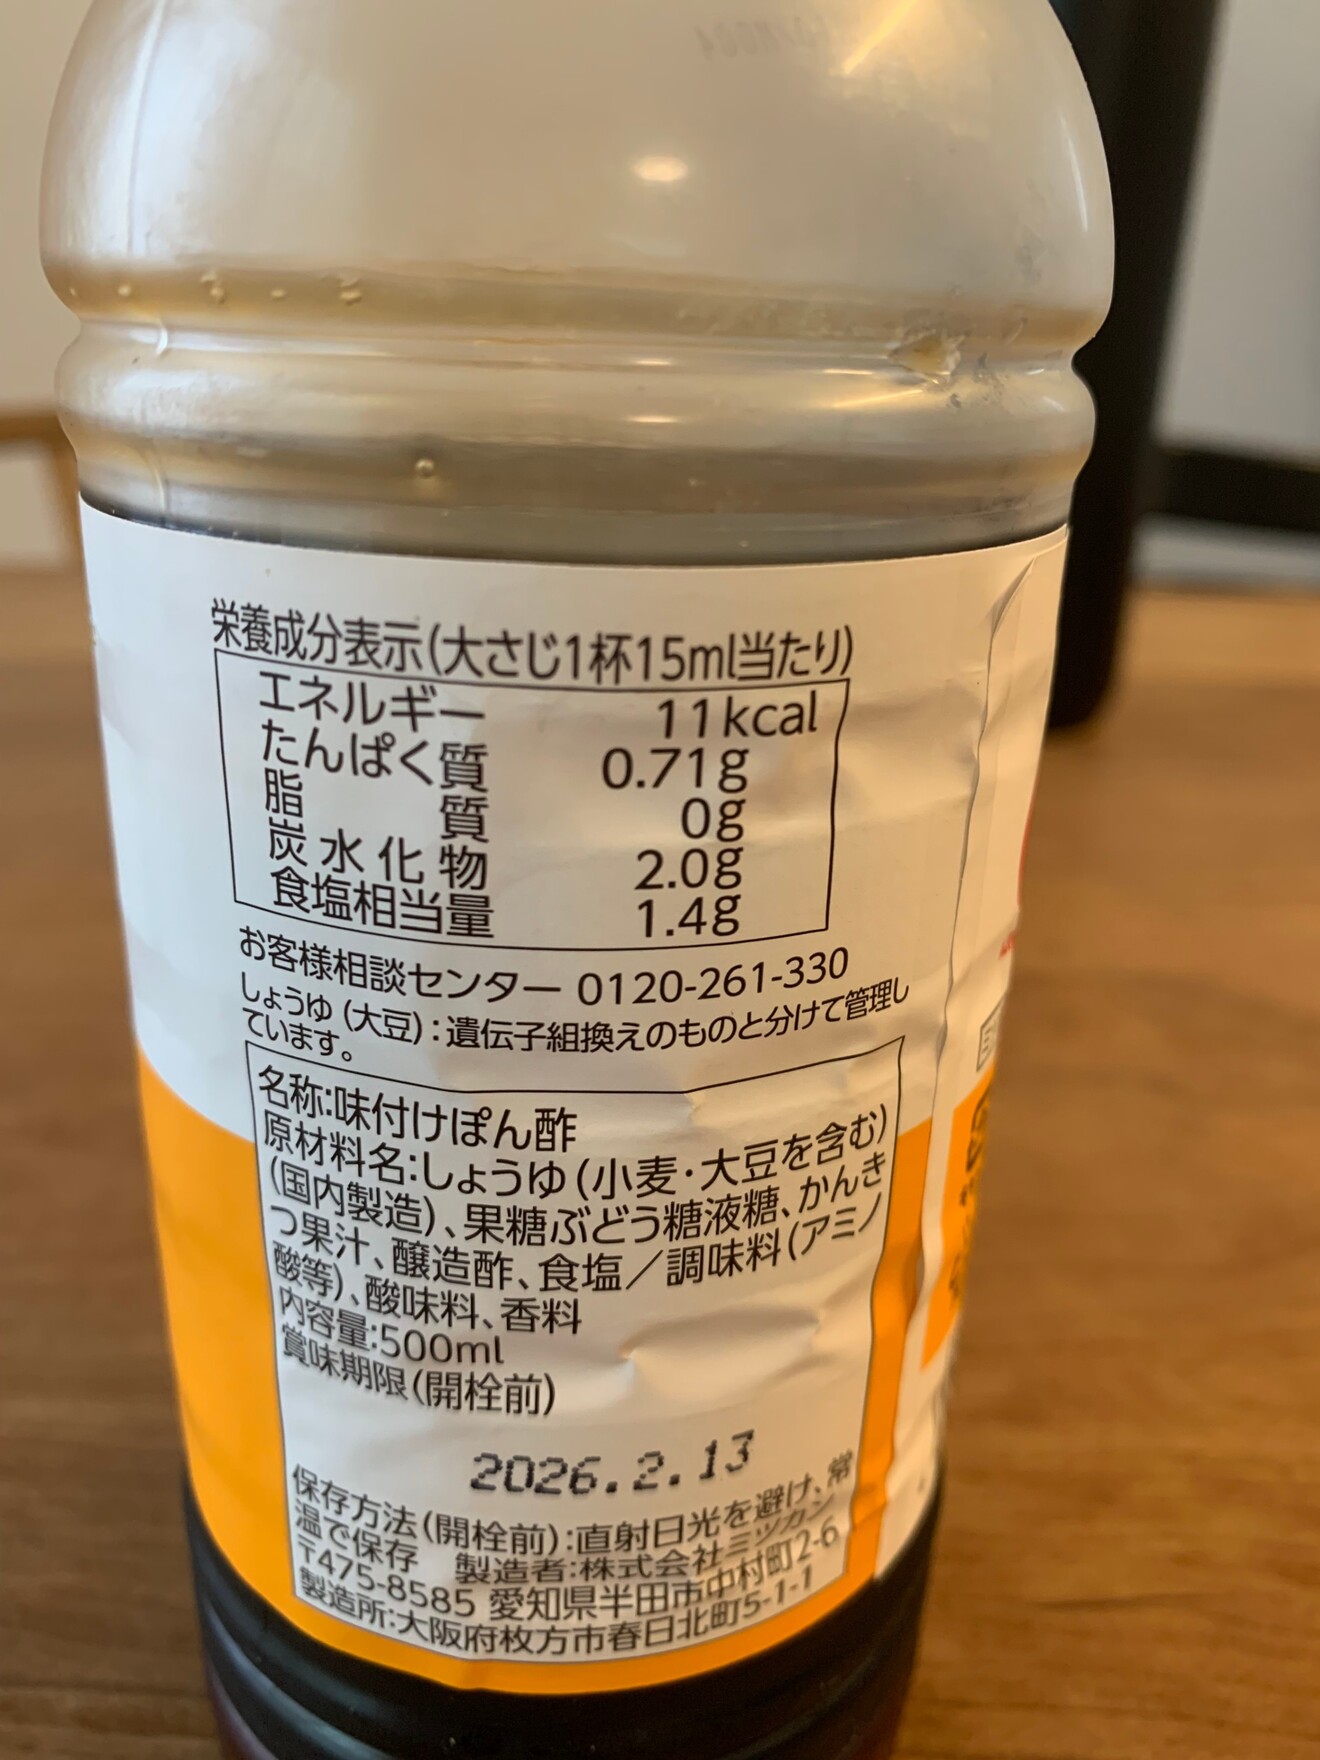 栄養成分表示(大さじ1杯15ml当たり)
エネルギー 11kcal
たんぱく質 0.71g
脂質 0g
炭水化物 2.0g
食塩相当量 1.4g
お客様相談センター 0120-261-330
しょうゆ(大豆):遺伝子組換えのものと分けて管理し
ています。
名称:味付けぽん酢
原材料名:しょうゆ(小麦・大豆を含む)
(国内製造)、果糖ぶどう糖液糖、かんき
つ果汁、醸造酢、食塩/調味料(アミノ
酸等)、酸味料、香料
内容量:500ml
賞味期限(開栓前)
2026.2.13
保存方法(開栓前):直射日光を避け、常
温で保存 製造者:株式会社ミツカン
〒475-8585 愛知県半田市中村町2-6
製造所:大阪府枚方市春日北町5-1-1